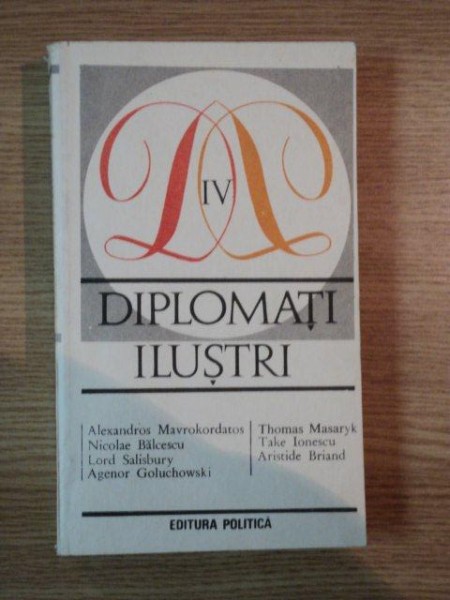 IV
DIPLOMAȚI
ILUȘTRI
Alexandros Mavrokordatos
Nicolae Bălcescu
Lord Salisbury
Agenor Goluchowski
Thomas Masaryk
Take Ionescu
Aristide Briand
EDITURA POLITICĂ